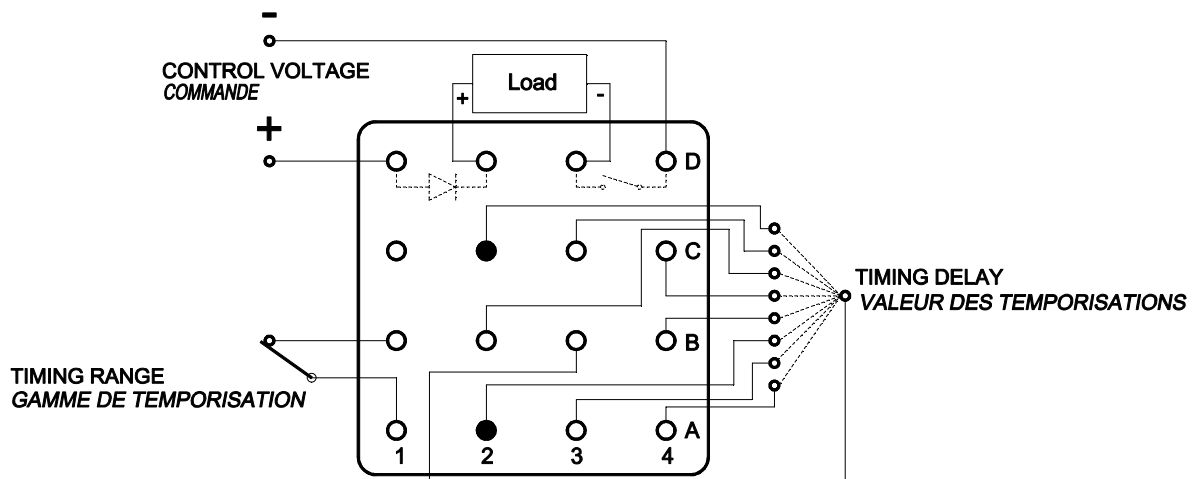 -
CONTROL VOLTAGE
COMMANDE
+
Load
+ -
D
C
TIMING DELAY
VALEUR DES TEMPORISATIONS
B
TIMING RANGE
GAMME DE TEMPORISATION
A
1 2 3 4